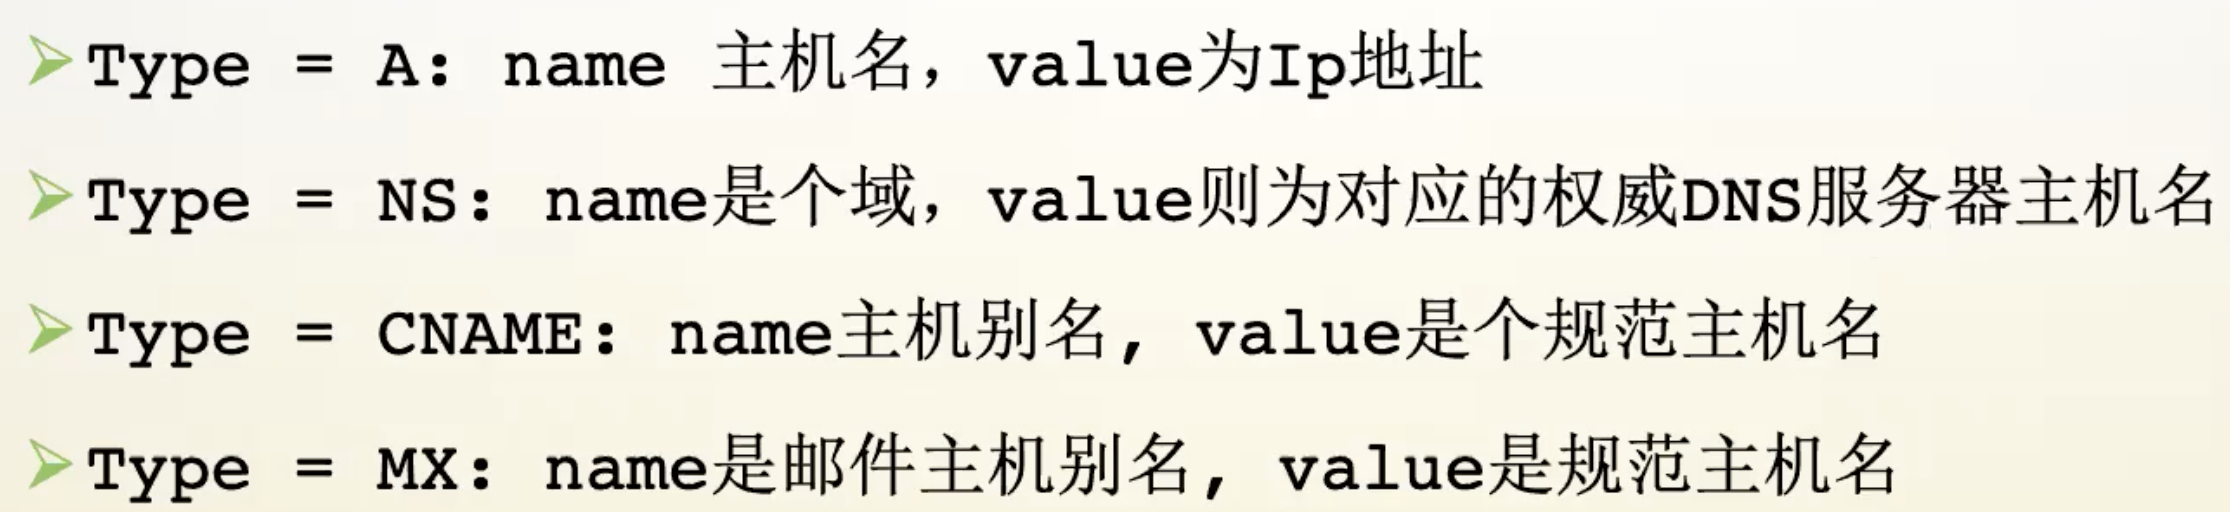 ➢Type = A: name 主机名，value为Ip地址
➢Type = NS: name是个域，value则为对应的权威DNS服务器主机名
➢Type = CNAME: name主机别名, value是个规范主机名
➢Type = MX: name是邮件主机别名, value是规范主机名